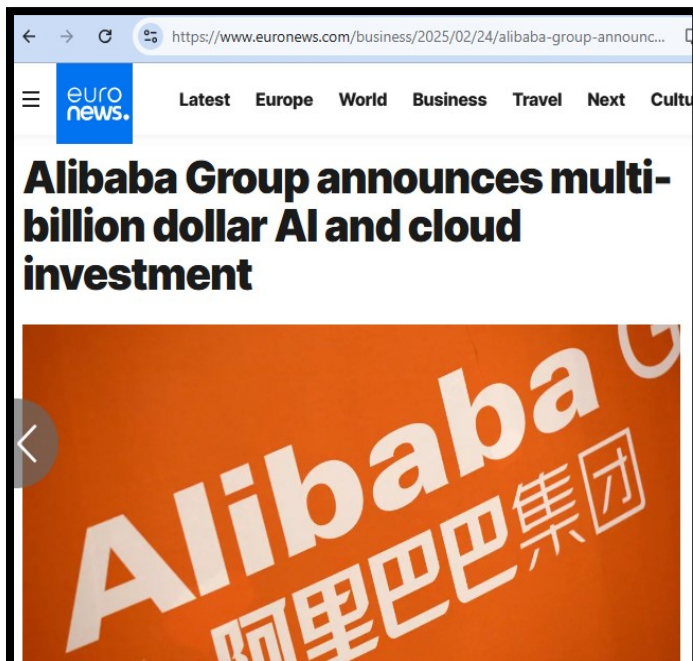 https://www.euronews.com/business/2025/02/24/alibaba-group-announc...
euro
news.
Latest Europe World Business Travel Next Cultu
Alibaba Group announces multi-
billion dollar AI and cloud
investment
Alibaba G
阿里巴巴集团